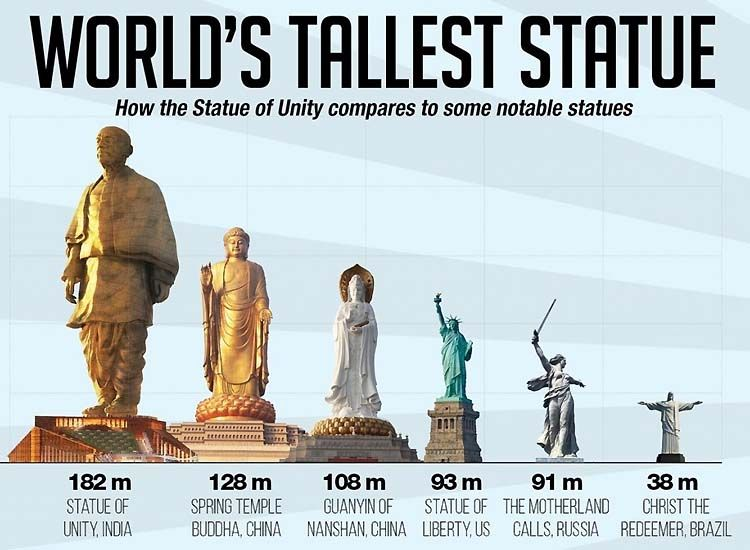 WORLD'S TALLEST STATUE
How the Statue of Unity compares to some notable statues
182 m
STATUE OF
UNITY, INDIA
128 m
SPRING TEMPLE
BUDDHA, CHINA
108 m
GUANYIN OF
NANSHAN, CHINA
93 m
STATUE OF
LIBERTY, US
91 m
THE MOTHERLAND
CALLS, RUSSIA
38 m
CHRIST THE
REDEEMER, BRAZIL